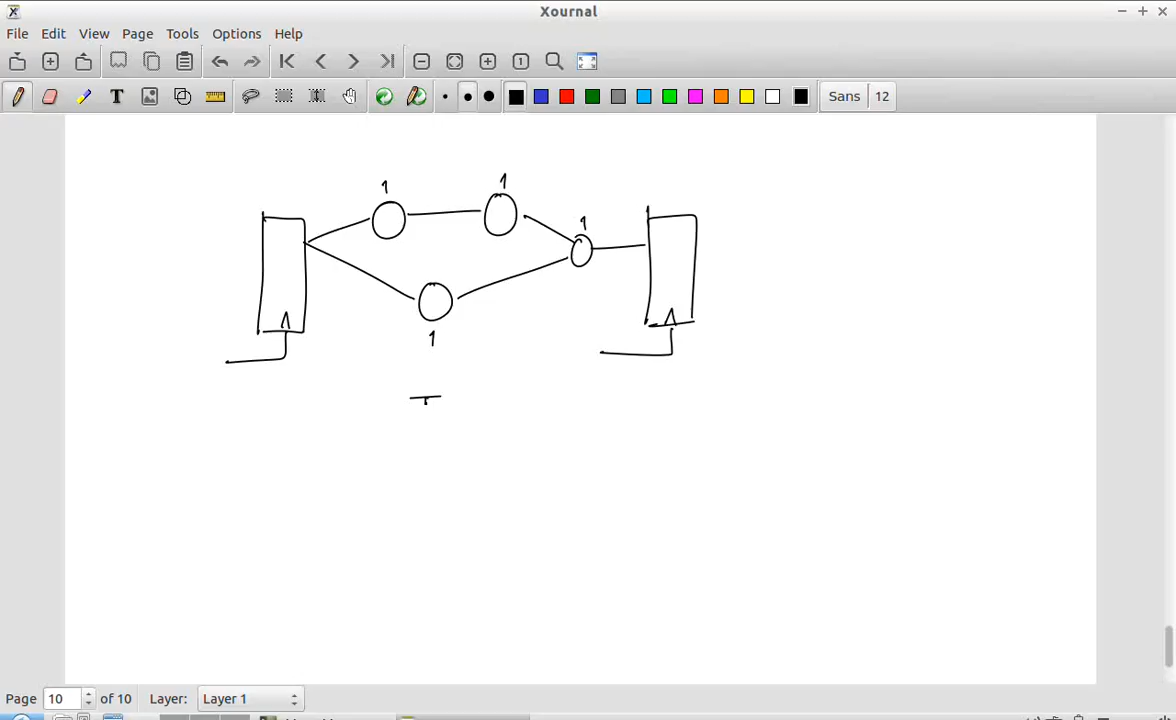 Xournal
File Edit View Page Tools Options Help
Sans 12
1 1
1
1
T
Page 10 of 10 Layer: Layer 1